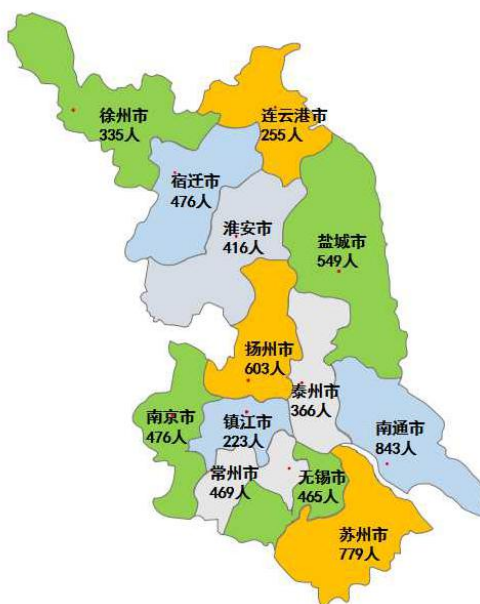 徐州市
335人
连云港市
255人
宿迁市
476人
淮安市
416人
盐城市
549人
扬州市
603人
泰州市
366人
南京市
476人
镇江市
223人
南通市
843人
常州市
469人
无锡市
465人
苏州市
779人